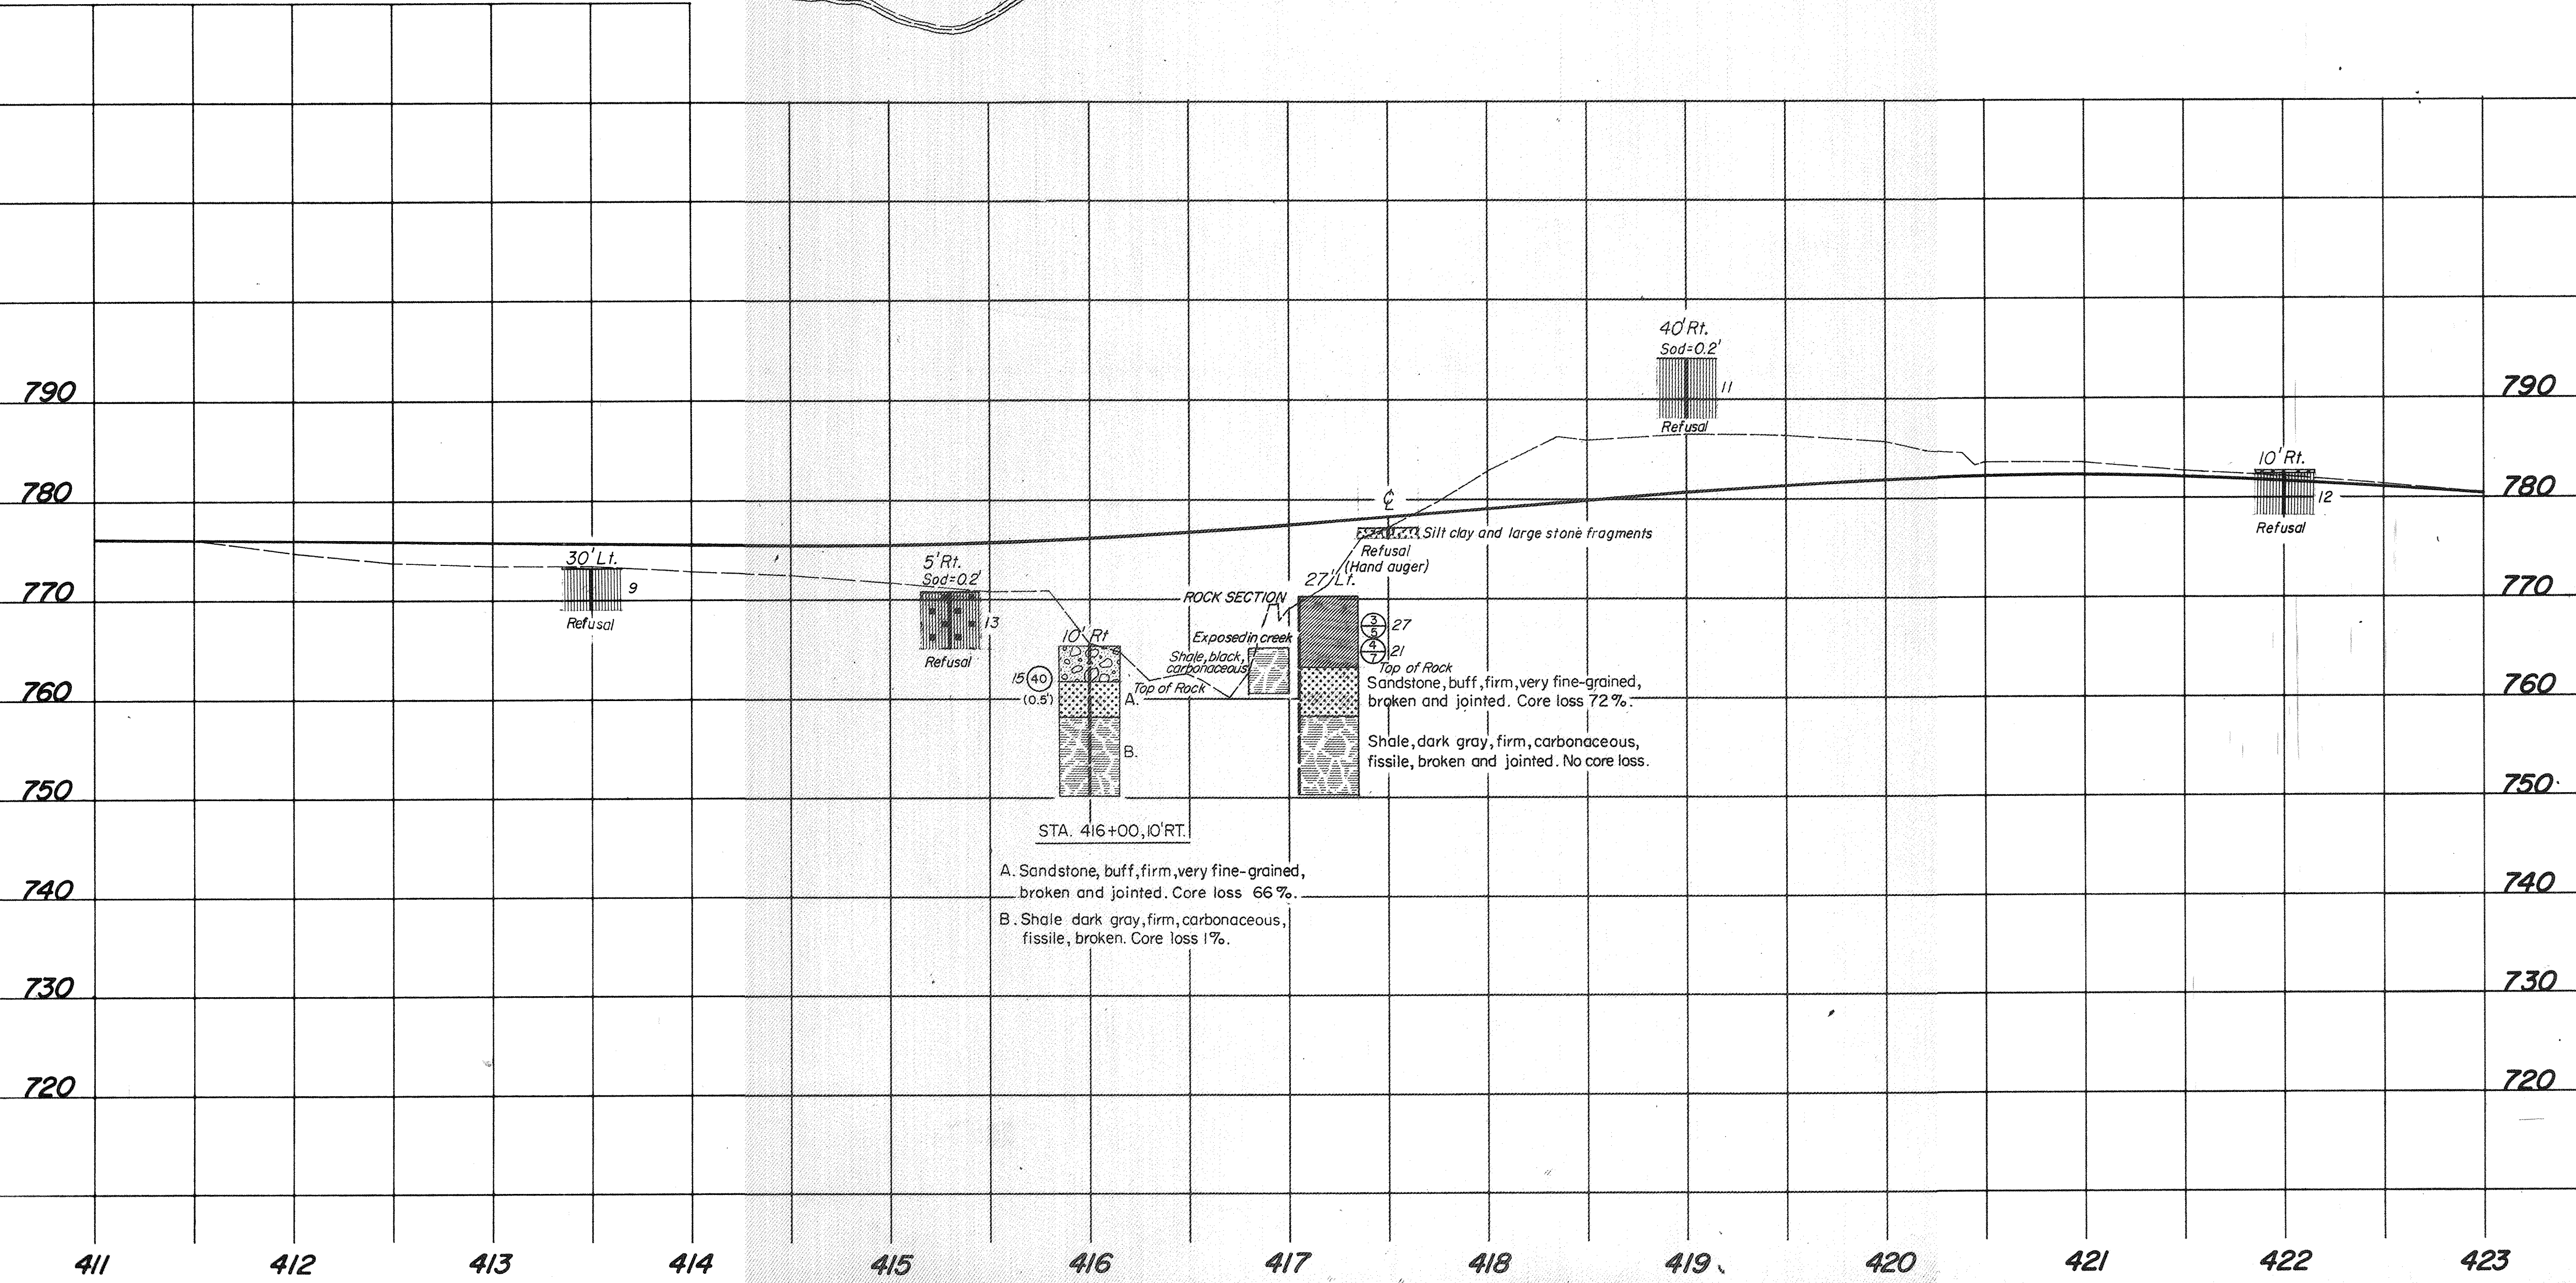 40' Rt.
Sod=0.2'
790
11
790
Refusal
10' Rt.
780
℄
12
780
Silt clay and large stone fragments
Refusal
Refusal
(Hand auger)
30' Lt.
5' Rt.
Sod=0.2'
27' Lt.
770
9
ROCK SECTION
770
Refusal
13
3
5
27
10' Rt
Exposed in creek
4
7
21
Refusal
Shale, black,
carbonaceous
Top of Rock
15
40
(0.5')
Top of Rock
A.
Sandstone, buff, firm, very fine-grained,
broken and jointed. Core loss 72%.
760
760
B.
Shale, dark gray, firm, carbonaceous,
fissile, broken and jointed. No core loss.
750
750
STA. 416+00, 10' RT.
A. Sandstone, buff, firm, very fine-grained,
broken and jointed. Core loss 66%.
740
740
B. Shale dark gray, firm, carbonaceous,
fissile, broken. Core loss 1%.
730
730
720
720
411 412 413 414 415 416 417 418 419 420 421 422 423